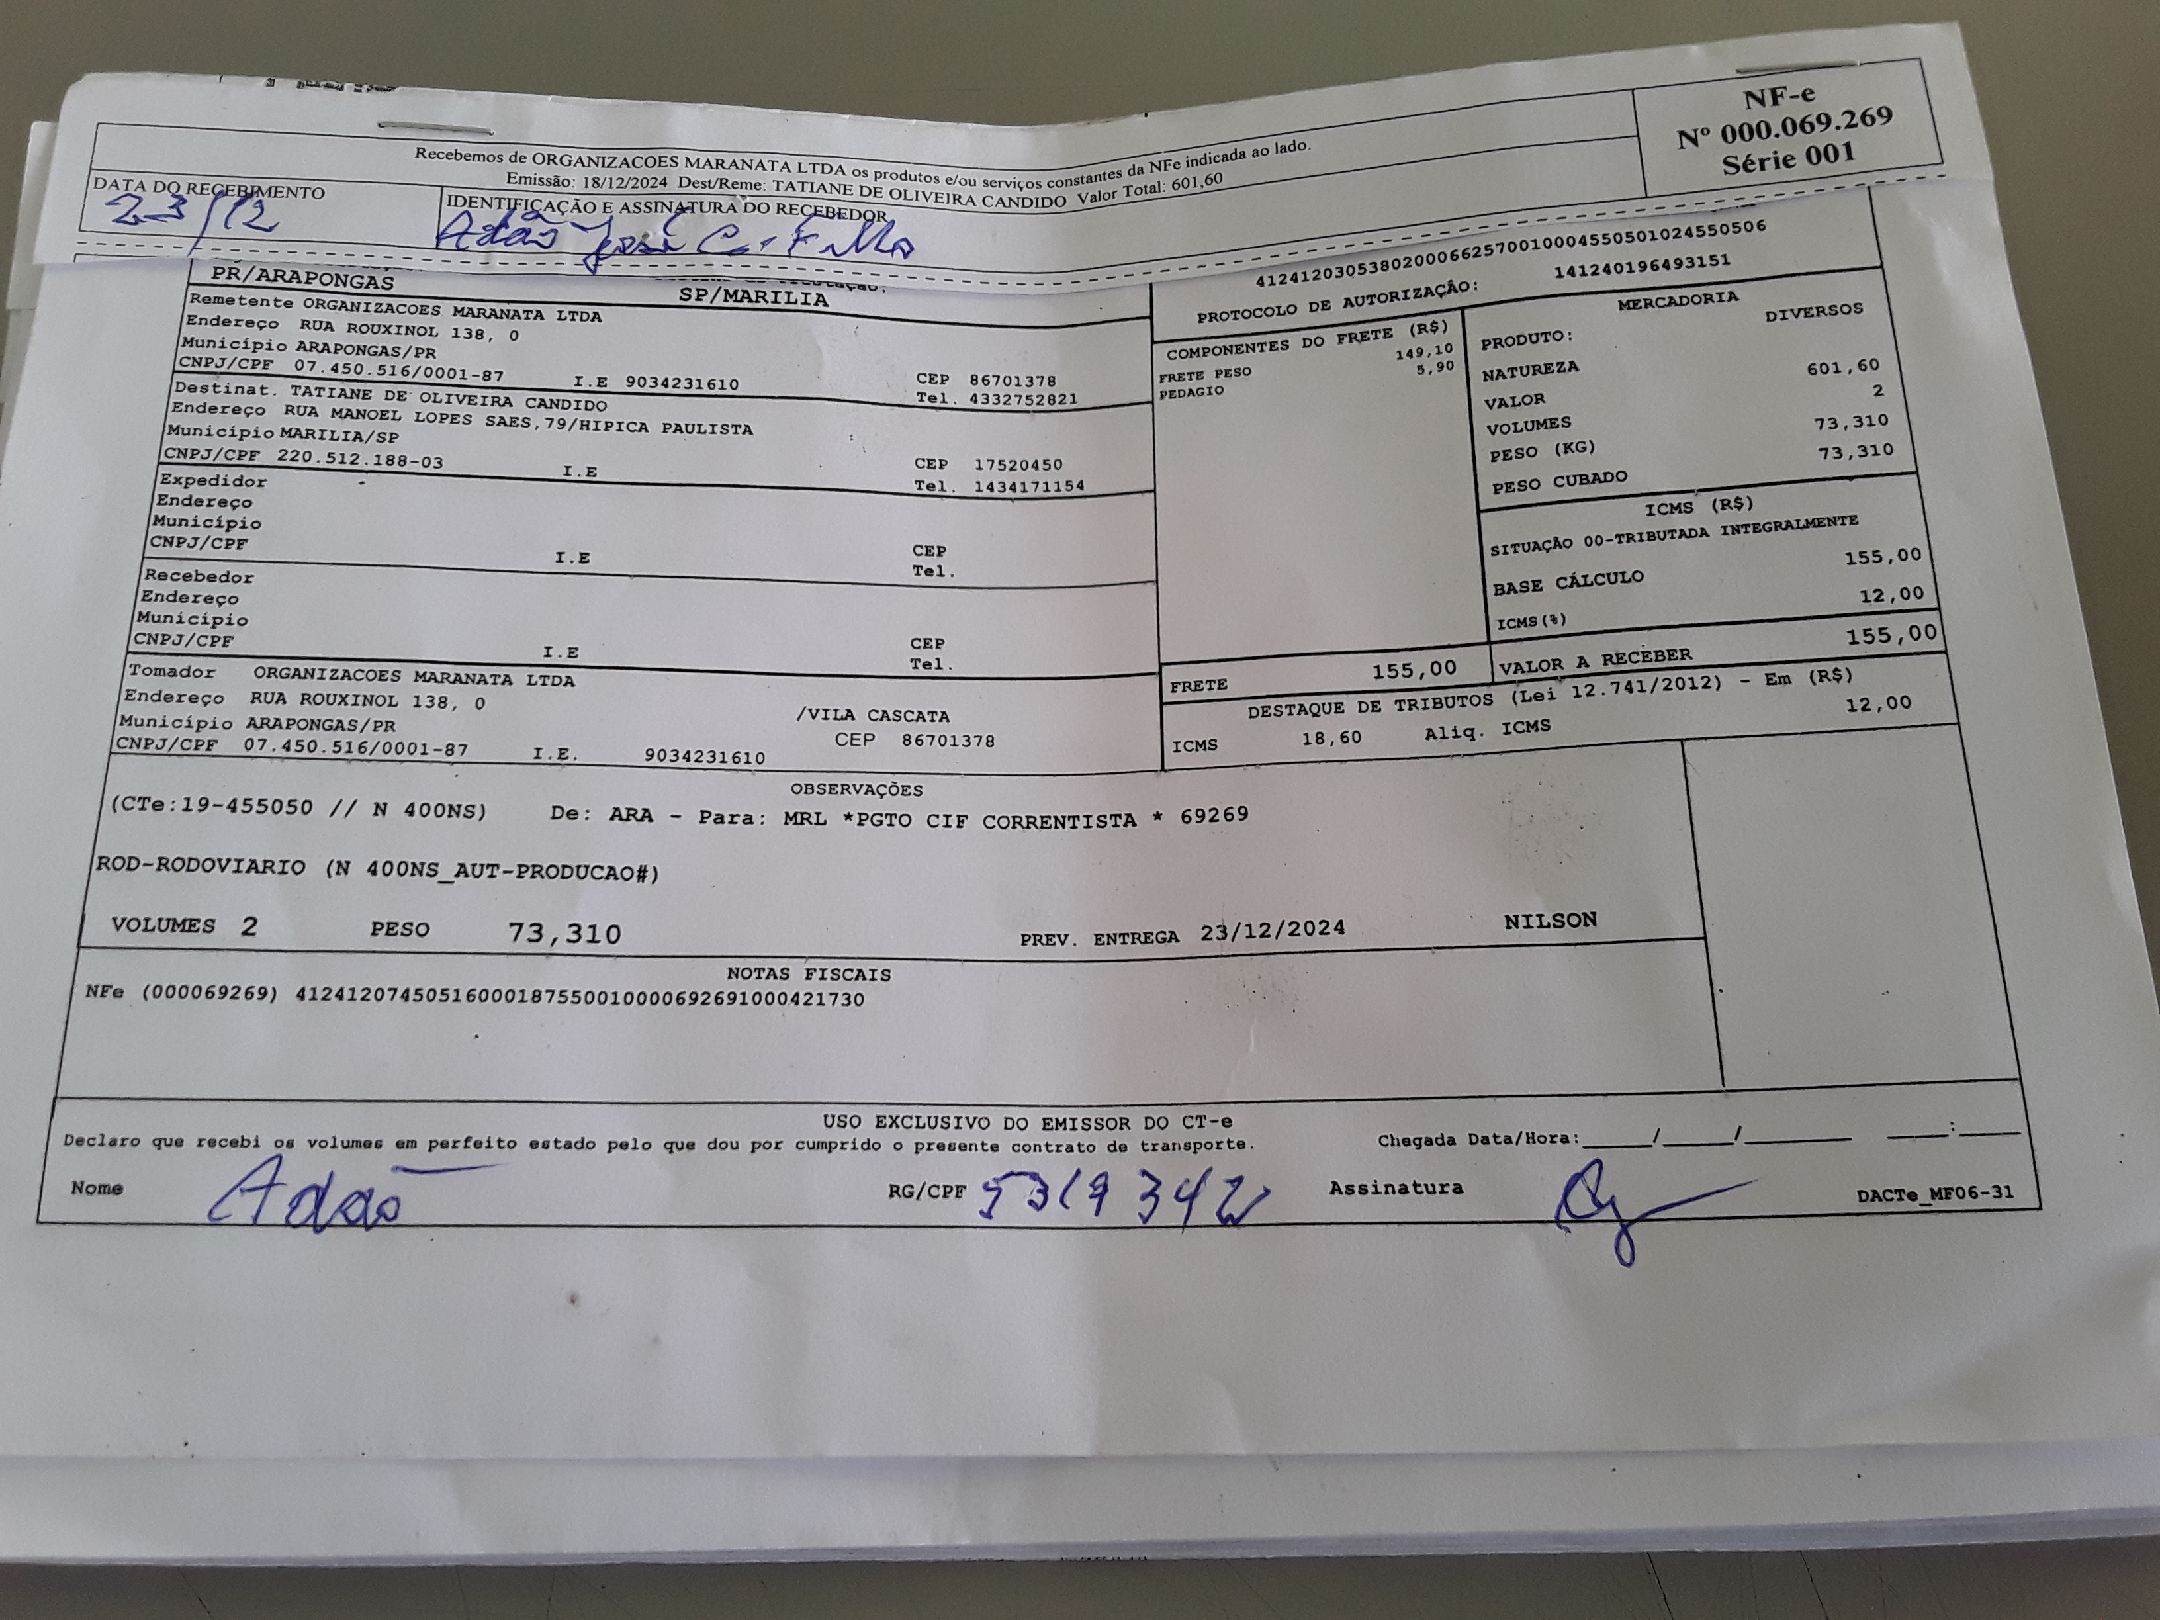 Recebemos de ORGANIZACOES MARANATA LTDA os produtos e/ou serviços constantes da NFe indicada ao lado.
Emissão: 18/12/2024 Dest/Reme: TATIANE DE OLIVEIRA CANDIDO Valor Total: 601,60
NF-e
Nº 000.069.269
Série 001
DATA DO RECEBIMENTO
23/12
IDENTIFICAÇÃO E ASSINATURA DO RECEBEDOR
Adão José C. Filho
41241203053802000662570010004550501024550506
PROTOCOLO DE AUTORIZAÇÃO: 141240196493151
PR/ARAPONGAS SP/MARILIA
Remetente ORGANIZACOES MARANATA LTDA
Endereço RUA ROUXINOL 138, 0
Município ARAPONGAS/PR CEP 86701378
CNPJ/CPF 07.450.516/0001-87 I.E 9034231610 Tel. 4332752821
Destinat. TATIANE DE OLIVEIRA CANDIDO
Endereço RUA MANOEL LOPES SAES,79/HIPICA PAULISTA
Município MARILIA/SP CEP 17520450
CNPJ/CPF 220.512.188-03 I.E Tel. 1434171154
Expedidor
Endereço
Município CEP
CNPJ/CPF I.E Tel.
Recebedor
Endereço
Município CEP
CNPJ/CPF I.E Tel.
Tomador ORGANIZACOES MARANATA LTDA
Endereço RUA ROUXINOL 138, 0 /VILA CASCATA
Município ARAPONGAS/PR CEP 86701378
CNPJ/CPF 07.450.516/0001-87 I.E. 9034231610
COMPONENTES DO FRETE (R$)
FRETE PESO 149,10
PEDAGIO 5,90
MERCADORIA
PRODUTO: DIVERSOS
NATUREZA
VALOR 601,60
VOLUMES 2
PESO (KG) 73,310
PESO CUBADO 73,310
ICMS (R$)
SITUAÇÃO 00-TRIBUTADA INTEGRALMENTE
BASE CÁLCULO 155,00
ICMS(%) 12,00
FRETE 155,00 VALOR A RECEBER 155,00
DESTAQUE DE TRIBUTOS (Lei 12.741/2012) - Em (R$)
ICMS 18,60 Aliq. ICMS 12,00
OBSERVAÇÕES
(CTe:19-455050 // N 400NS) De: ARA - Para: MRL *PGTO CIF CORRENTISTA * 69269
ROD-RODOVIARIO (N 400NS_AUT-PRODUCAO#)
VOLUMES 2 PESO 73,310 PREV. ENTREGA 23/12/2024 NILSON
NOTAS FISCAIS
NFe (000069269) 41241207450516000187550010000692691000421730
USO EXCLUSIVO DO EMISSOR DO CT-e
Declaro que recebi os volumes em perfeito estado pelo que dou por cumprido o presente contrato de transporte. Chegada Data/Hora:_____/_____/_______ ____:____
Nome Adão RG/CPF Assinatura DACTe_MF06-31